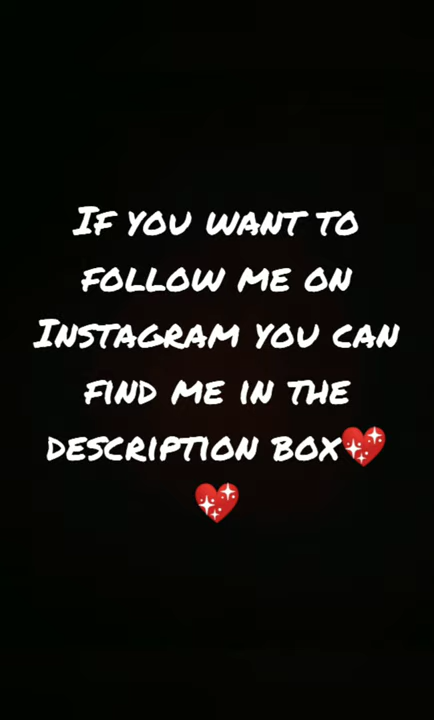 If you want to
follow me on
Instagram you can
find me in the
description box💖
💖